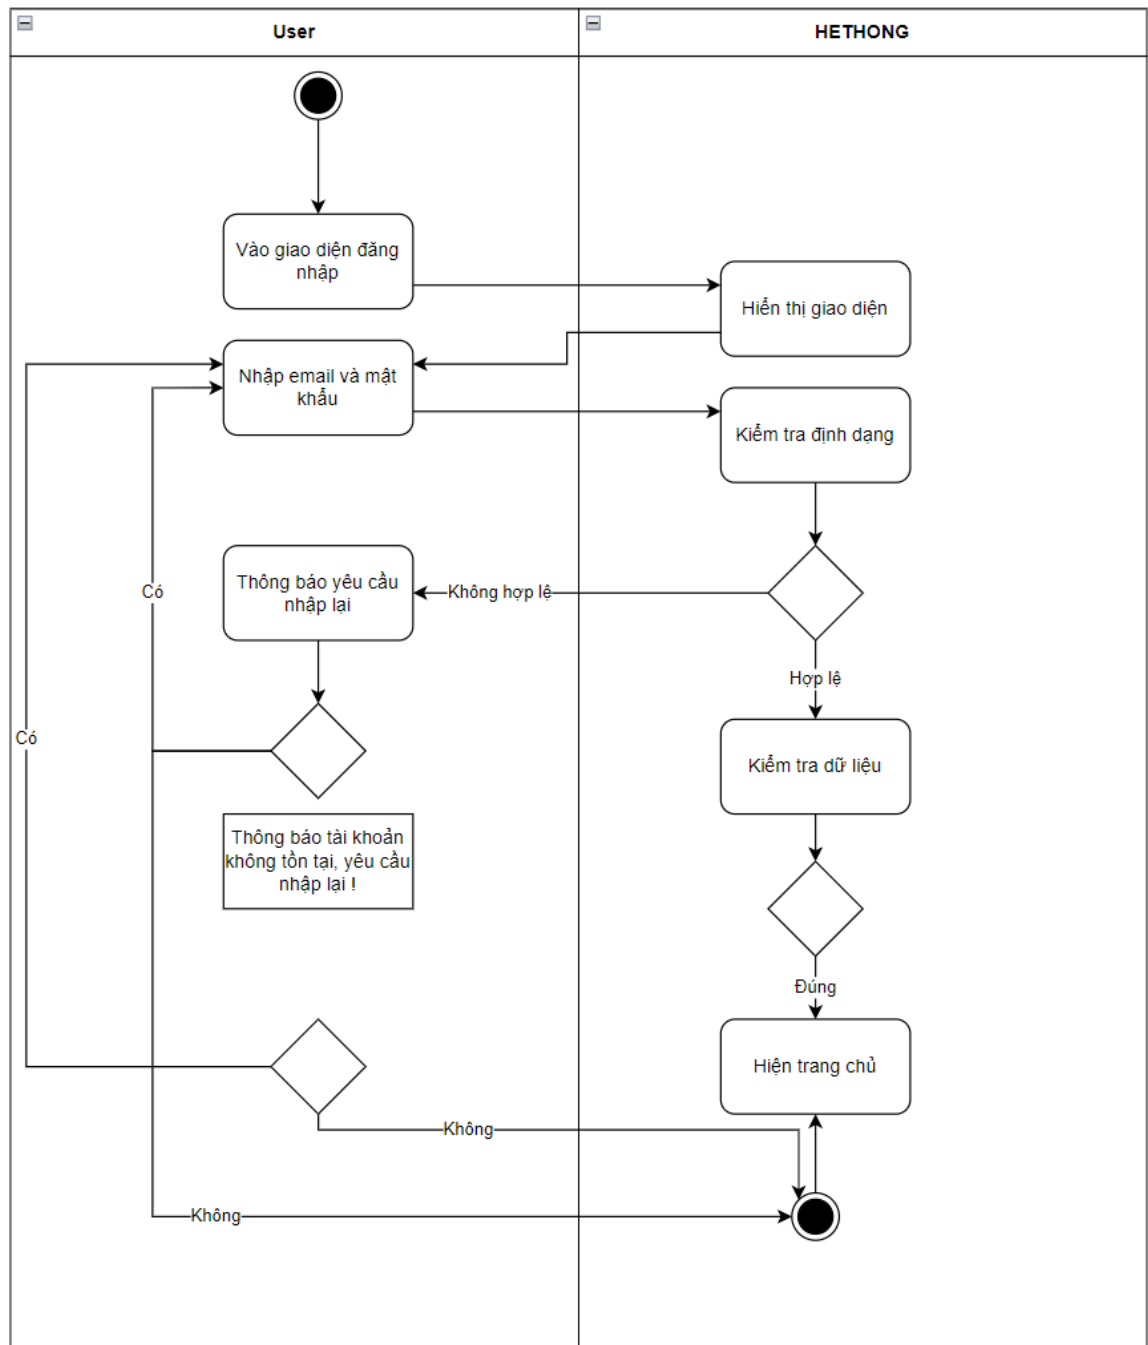 User
HETHONG
Vào giao diện đăng
nhập
Hiển thị giao diện
Nhập email và mật
khẩu
Kiểm tra định dạng
Có
Thông báo yêu cầu
nhập lại
Không hợp lệ
Hợp lệ
Có
Kiểm tra dữ liệu
Thông báo tài khoản
không tồn tại, yêu cầu
nhập lại !
Đúng
Hiện trang chủ
Không
Không